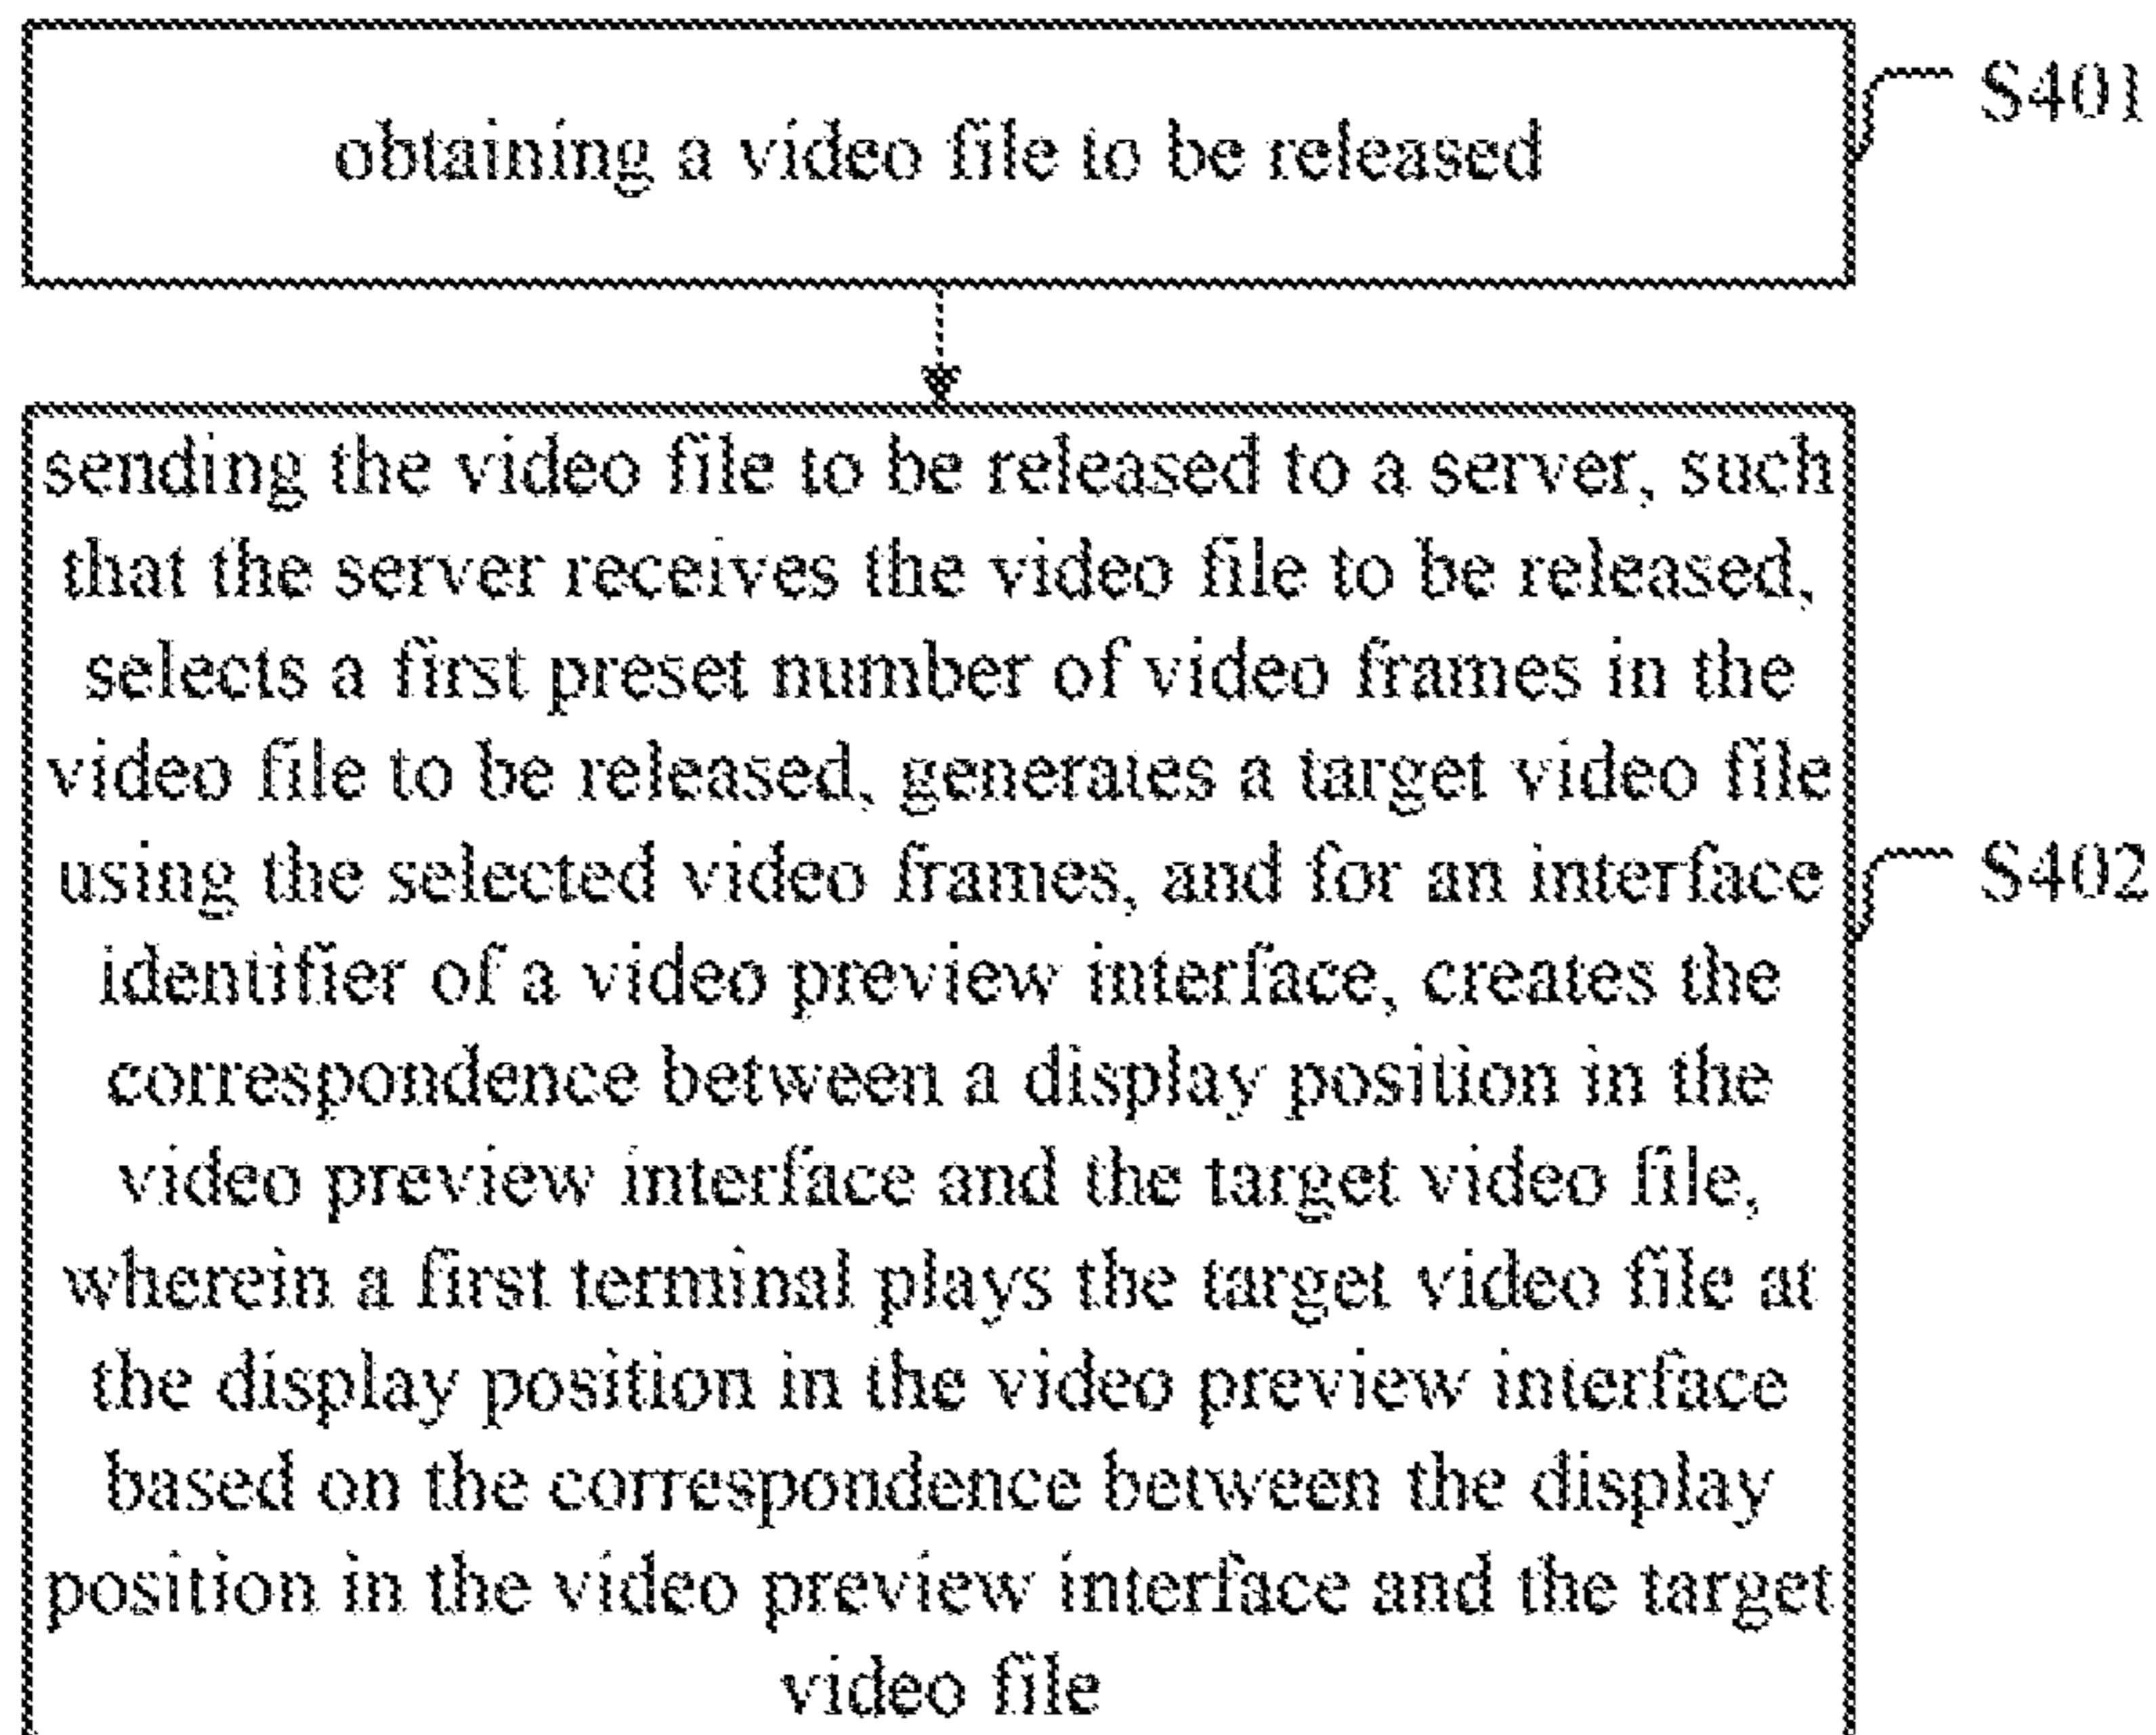 obtaining a video file to be released
S401
sending the video file to be released to a server, such
that the server receives the video file to be released,
selects a first preset number of video frames in the
video file to be released, generates a target video file
using the selected video frames, and for an interface
S402
identifier of a video preview interface, creates the
correspondence between a display position in the
video preview interface and the target video file,
wherein a first terminal plays the target video file at
the display position in the video preview interface
based on the correspondence between the display
position in the video preview interface and the target
video file